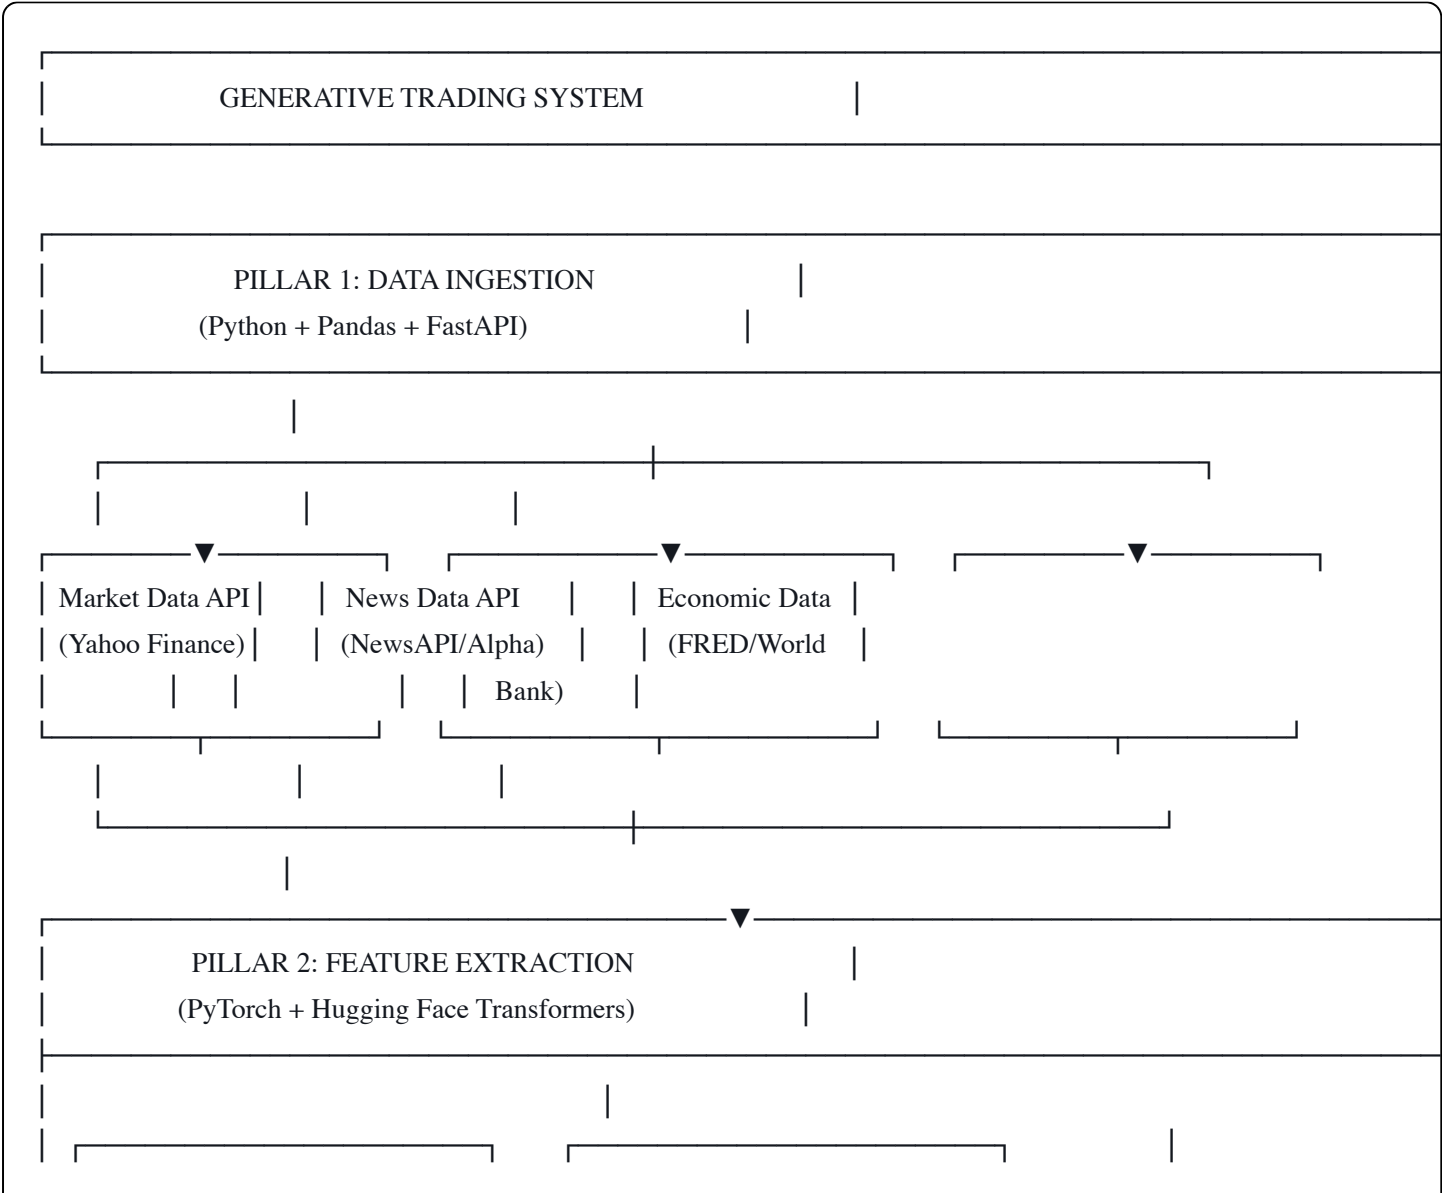 GENERATIVE TRADING SYSTEM
PILLAR 1: DATA INGESTION
(Python + Pandas + FastAPI)
Market Data API News Data API Economic Data
(Yahoo Finance) (NewsAPI/Alpha) (FRED/World
Bank)
PILLAR 2: FEATURE EXTRACTION
(PyTorch + Hugging Face Transformers)